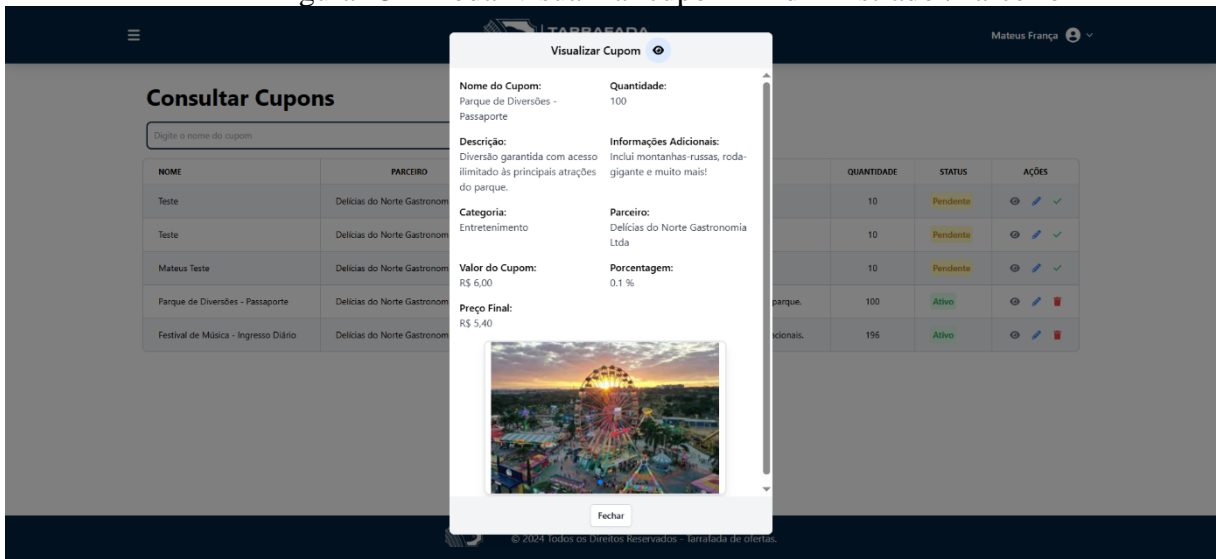 Mateus França
Visualizar Cupom
Consultar Cupons
Digite o nome do cupom
Nome do Cupom:
Parque de Diversões -
Passaporte
Quantidade:
100
Descrição:
Diversão garantida com acesso
ilimitado às principais atrações
do parque.
Informações Adicionais:
Inclui montanhas-russas, roda-
gigante e muito mais!
Categoria:
Entretenimento
Parceiro:
Delícias do Norte Gastronomia
Ltda
Valor do Cupom:
R$ 6,00
Porcentagem:
0.1 %
Preço Final:
R$ 5,40
Fechar
NOME PARCEIRO QUANTIDADE STATUS AÇÕES
Teste Delícias do Norte Gastronom 10 Pendente
Teste Delícias do Norte Gastronom 10 Pendente
Mateus Teste Delícias do Norte Gastronom 10 Pendente
Parque de Diversões - Passaporte Delícias do Norte Gastronom parque. 100 Ativo
Festival de Música - Ingresso Diário Delícias do Norte Gastronom acionais. 196 Ativo
© 2024 Todos os Direitos Reservados - Tarrafada de ofertas.